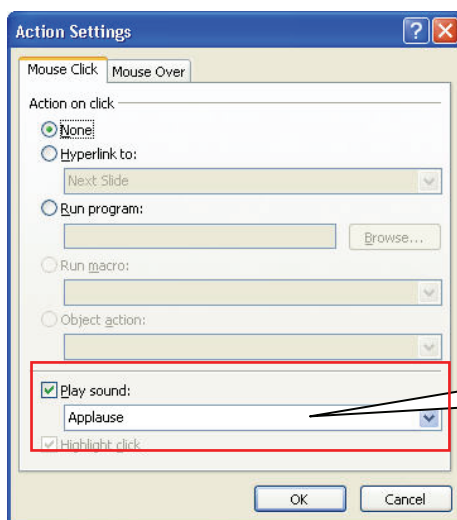 Action Settings
Mouse Click Mouse Over
Action on click
None
Hyperlink to:
Next Slide
Run program:
Browse...
Run macro:
Object action:
Play sound:
Applause
Highlight click
OK Cancel